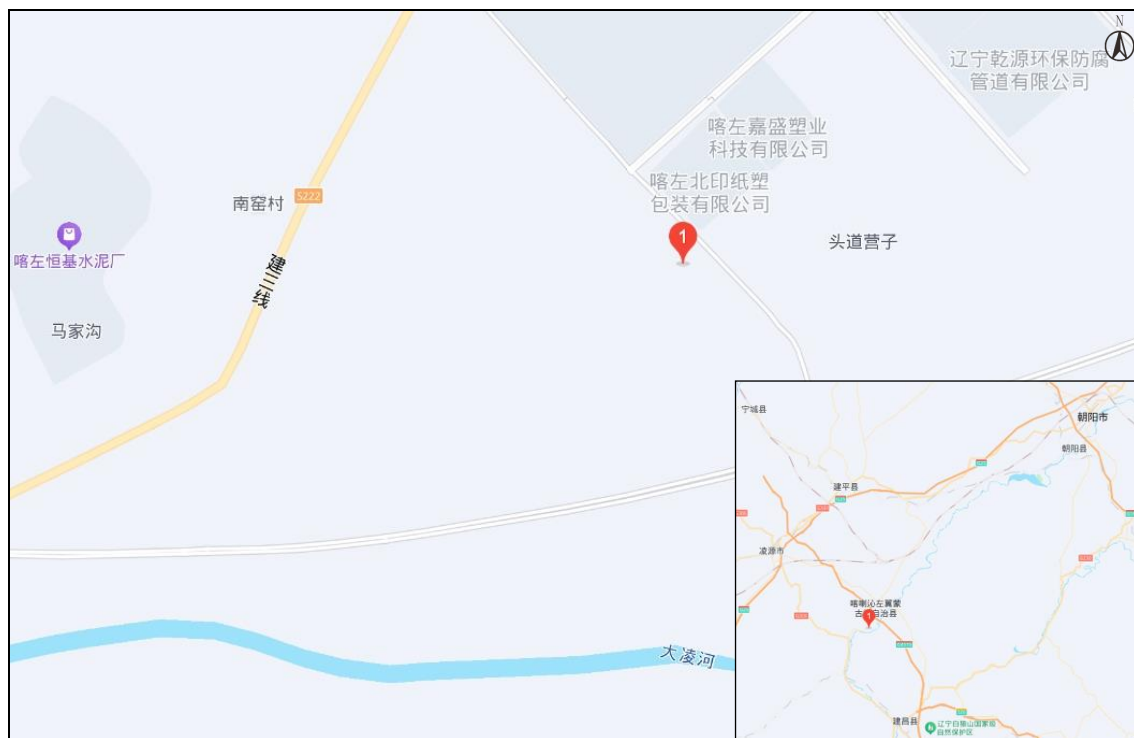 N
辽宁乾源环保防腐
管道有限公司
喀左嘉盛塑业
科技有限公司
喀左北印纸塑
包装有限公司
S222
南窑村
1
头道营子
喀左恒基水泥厂
建三线
马家沟
大凌河
宁城县
朝阳市
朝阳县
建平县
凌源市
喀喇沁左翼蒙
建昌县
辽宁白狼山国家级
自然保护区